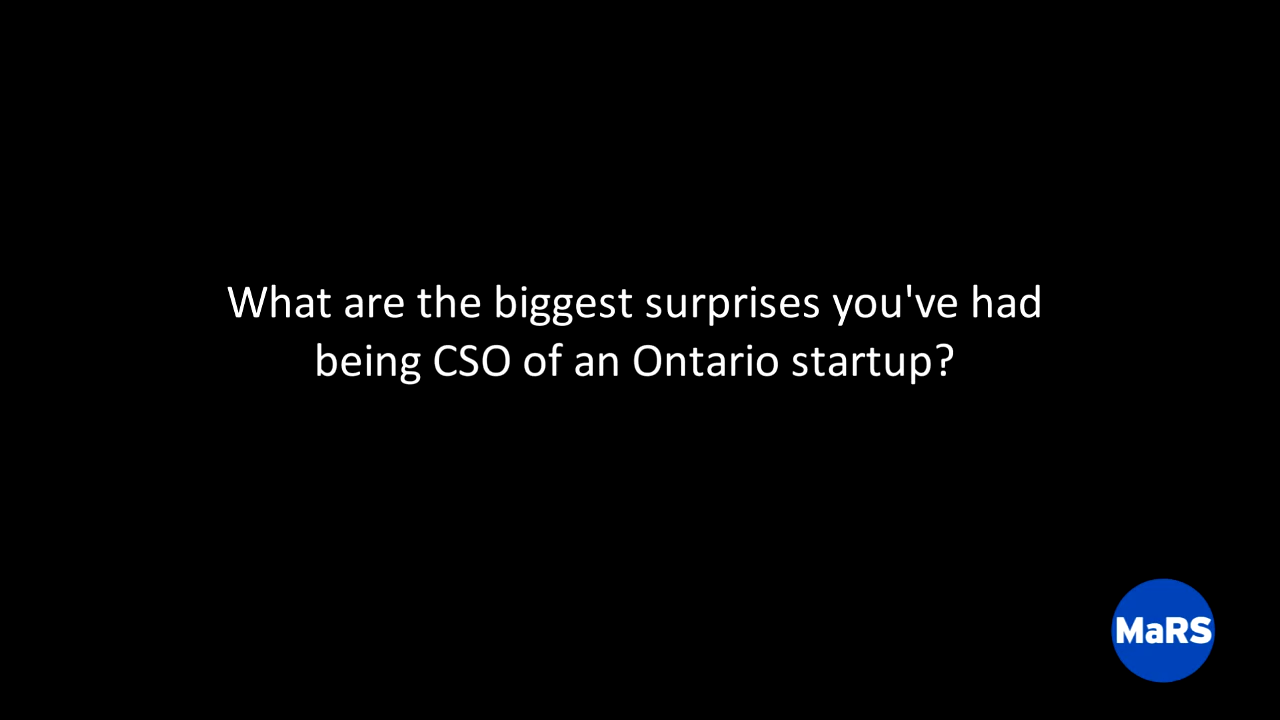 What are the biggest surprises you've had
being CSO of an Ontario startup?
MaRS